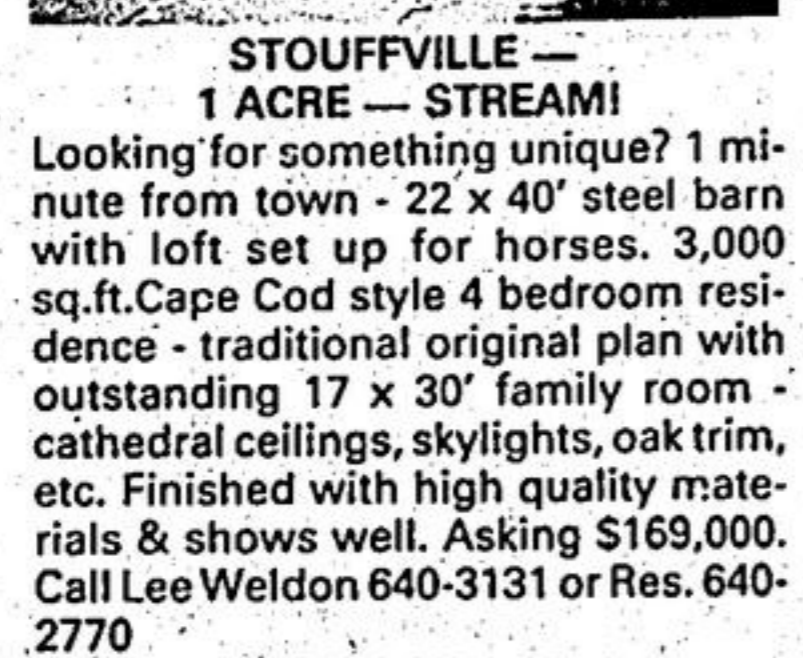 STOUFFVILLE —
1 ACRE — STREAM!
Looking for something unique? 1 mi-
nute from town - 22 x 40' steel barn
with loft set up for horses. 3,000
sq.ft.Cape Cod style 4 bedroom resi-
dence - traditional original plan with
outstanding 17 x 30' family room -
cathedral ceilings, skylights, oak trim,
etc. Finished with high quality mate-
rials & shows well. Asking $169,000.
Call Lee Weldon 640-3131 or Res. 640-
2770